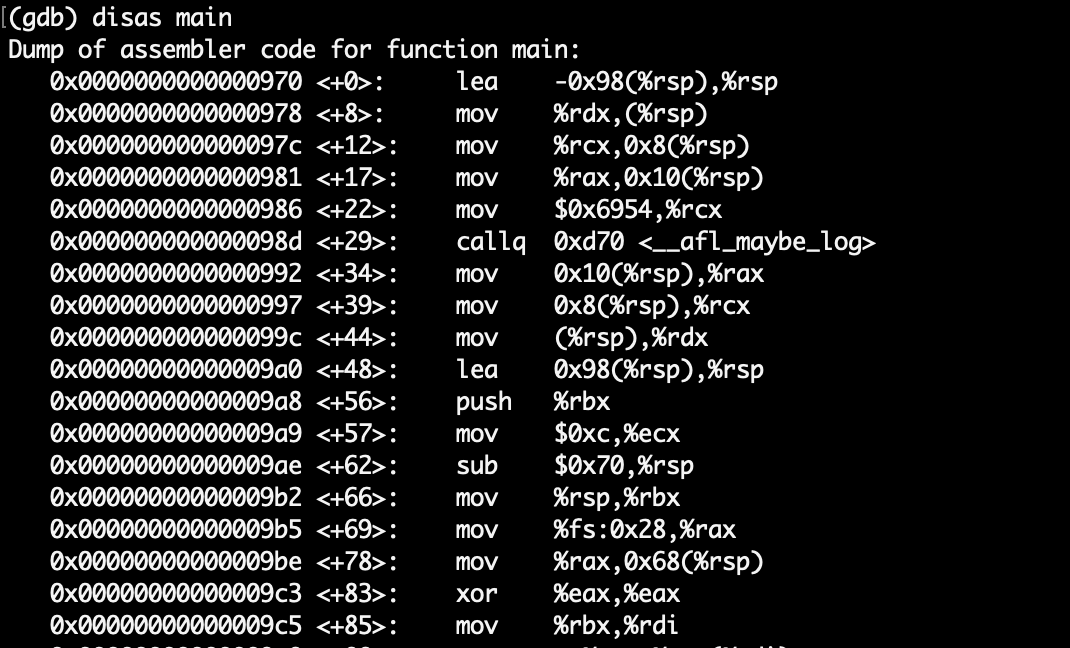 (gdb) disas main
Dump of assembler code for function main:
0x0000000000000970 <+0>: lea -0x98(%rsp),%rsp
0x0000000000000978 <+8>: mov %rdx,(%rsp)
0x000000000000097c <+12>: mov %rcx,0x8(%rsp)
0x0000000000000981 <+17>: mov %rax,0x10(%rsp)
0x0000000000000986 <+22>: mov $0x6954,%rcx
0x000000000000098d <+29>: callq 0xd70 <__afl_maybe_log>
0x0000000000000992 <+34>: mov 0x10(%rsp),%rax
0x0000000000000997 <+39>: mov 0x8(%rsp),%rcx
0x000000000000099c <+44>: mov (%rsp),%rdx
0x00000000000009a0 <+48>: lea 0x98(%rsp),%rsp
0x00000000000009a8 <+56>: push %rbx
0x00000000000009a9 <+57>: mov $0xc,%ecx
0x00000000000009ae <+62>: sub $0x70,%rsp
0x00000000000009b2 <+66>: mov %rsp,%rbx
0x00000000000009b5 <+69>: mov %fs:0x28,%rax
0x00000000000009be <+78>: mov %rax,0x68(%rsp)
0x00000000000009c3 <+83>: xor %eax,%eax
0x00000000000009c5 <+85>: mov %rbx,%rdi